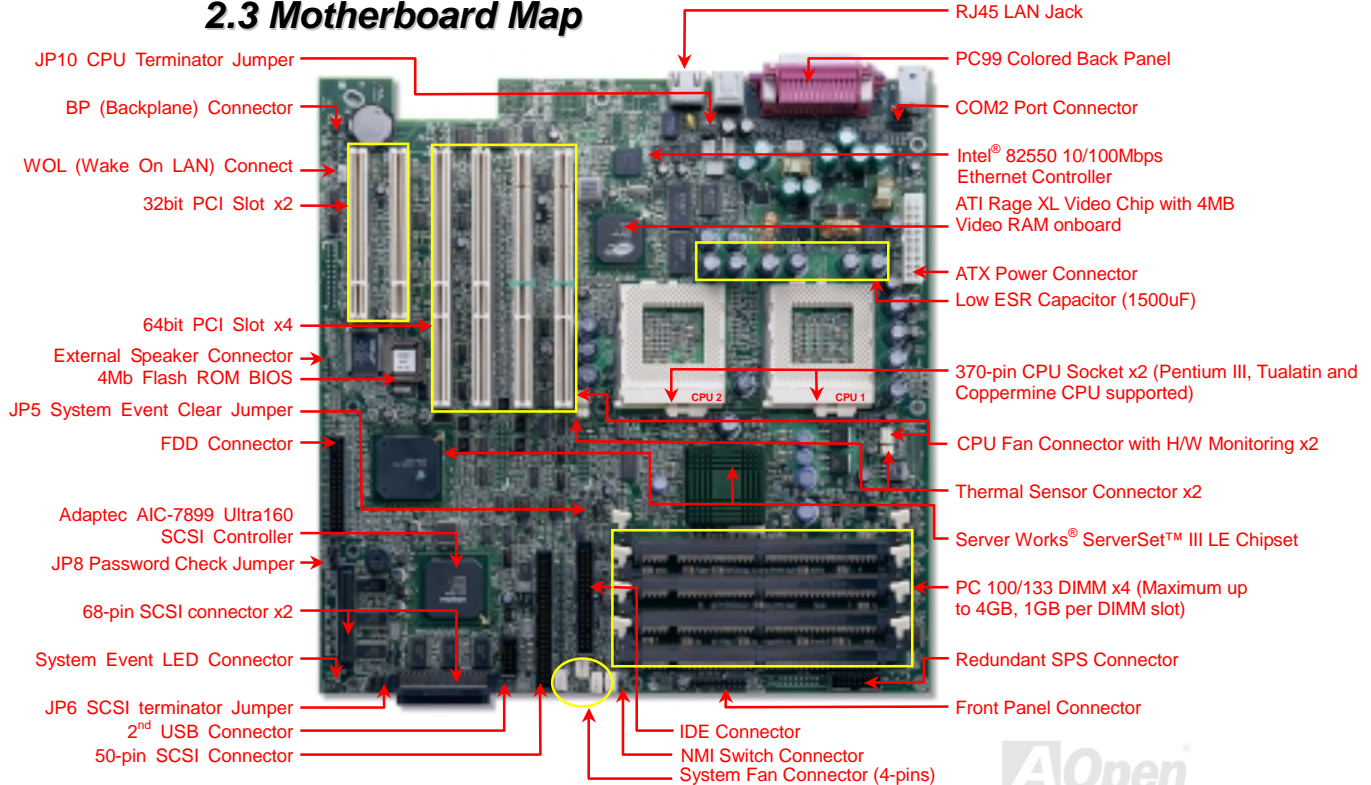 2.3 Motherboard Map
JP10 CPU Terminator Jumper
BP (Backplane) Connector
WOL (Wake On LAN) Connect
32bit PCI Slot x2
64bit PCI Slot x4
External Speaker Connector
4Mb Flash ROM BIOS
JP5 System Event Clear Jumper
FDD Connector
Adaptec AIC-7899 Ultra160
SCSI Controller
JP8 Password Check Jumper
68-pin SCSI connector x2
System Event LED Connector
JP6 SCSI terminator Jumper
2nd USB Connector
50-pin SCSI Connector
RJ45 LAN Jack
PC99 Colored Back Panel
COM2 Port Connector
Intel® 82550 10/100Mbps
Ethernet Controller
ATI Rage XL Video Chip with 4MB
Video RAM onboard
ATX Power Connector
Low ESR Capacitor (1500uF)
370-pin CPU Socket x2 (Pentium III, Tualatin and
Coppermine CPU supported)
CPU 2
CPU 1
CPU Fan Connector with H/W Monitoring x2
Thermal Sensor Connector x2
Server Works® ServerSet™ III LE Chipset
PC 100/133 DIMM x4 (Maximum up
to 4GB, 1GB per DIMM slot)
Redundant SPS Connector
Front Panel Connector
IDE Connector
NMI Switch Connector
System Fan Connector (4-pins)
AOpen®